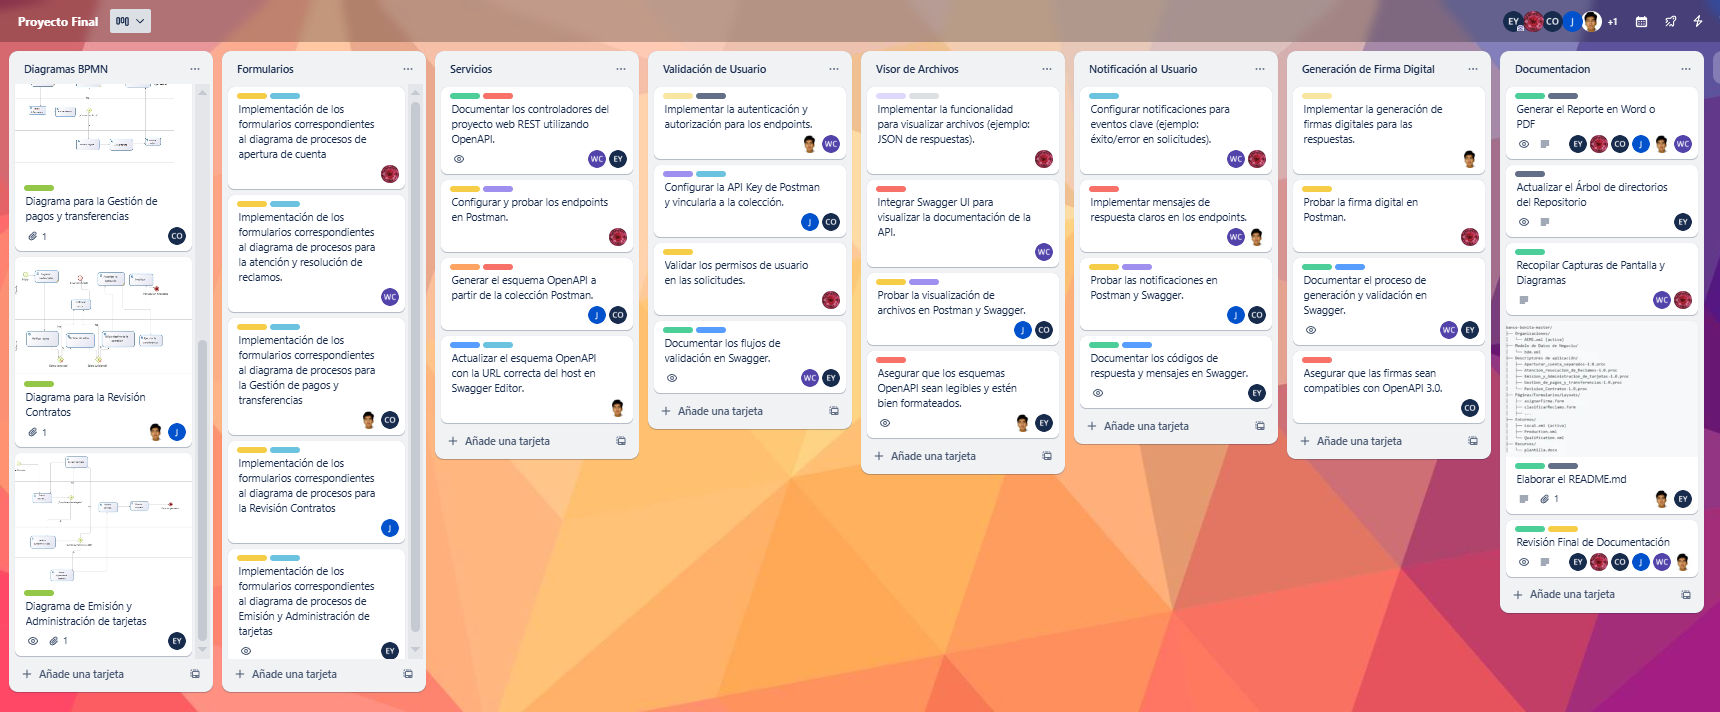 Proyecto Final
EY
CO
J
+1
Diagramas BPMN
Diagrama para la Gestión de
pagos y transferencias
1
CO
Diagrama para la Revisión
Contratos
1
J
Diagrama de Emisión y
Administración de tarjetas
1
EY
Añade una tarjeta
Formularios
Implementación de los
formularios correspondientes
al diagrama de procesos de
apertura de cuenta
Implementación de los
formularios correspondientes
al diagrama de procesos para
la atención y resolución de
reclamos.
WC
Implementación de los
formularios correspondientes
al diagrama de procesos para
la Gestión de pagos y
transferencias
CO
Implementación de los
formularios correspondientes
al diagrama de procesos para
la Revisión Contratos
J
Implementación de los
formularios correspondientes
al diagrama de procesos de
Emisión y Administración de
tarjetas
EY
Añade una tarjeta
Servicios
Documentar los controladores del
proyecto web REST utilizando
OpenAPI.
WC EY
Configurar y probar los endpoints
en Postman.
Generar el esquema OpenAPI a
partir de la colección Postman.
J CO
Actualizar el esquema OpenAPI
con la URL correcta del host en
Swagger Editor.
Añade una tarjeta
Validación de Usuario
Implementar la autenticación y
autorización para los endpoints.
WC
Configurar la API Key de Postman
y vincularla a la colección.
J CO
Validar los permisos de usuario
en las solicitudes.
Documentar los flujos de
validación en Swagger.
WC EY
Añade una tarjeta
Visor de Archivos
Implementar la funcionalidad
para visualizar archivos (ejemplo:
JSON de respuestas).
Integrar Swagger UI para
visualizar la documentación de la
API.
WC
Probar la visualización de
archivos en Postman y Swagger.
J CO
Asegurar que los esquemas
OpenAPI sean legibles y estén
bien formateados.
EY
Añade una tarjeta
Notificación al Usuario
Configurar notificaciones para
eventos clave (ejemplo:
éxito/error en solicitudes).
WC
Implementar mensajes de
respuesta claros en los endpoints.
WC
Probar las notificaciones en
Postman y Swagger.
J CO
Documentar los códigos de
respuesta y mensajes en Swagger.
EY
Añade una tarjeta
Generación de Firma Digital
Implementar la generación de
firmas digitales para las
respuestas.
Probar la firma digital en
Postman.
Documentar el proceso de
generación y validación en
Swagger.
WC EY
Asegurar que las firmas sean
compatibles con OpenAPI 3.0.
CO
Añade una tarjeta
Documentacion
Generar el Reporte en Word o
PDF
EY CO J WC
Actualizar el Árbol de directorios
del Repositorio
EY
Recopilar Capturas de Pantalla y
Diagramas
WC
Elaborar el README.md
1
EY
Revisión Final de Documentación
EY CO J WC
Añade una tarjeta